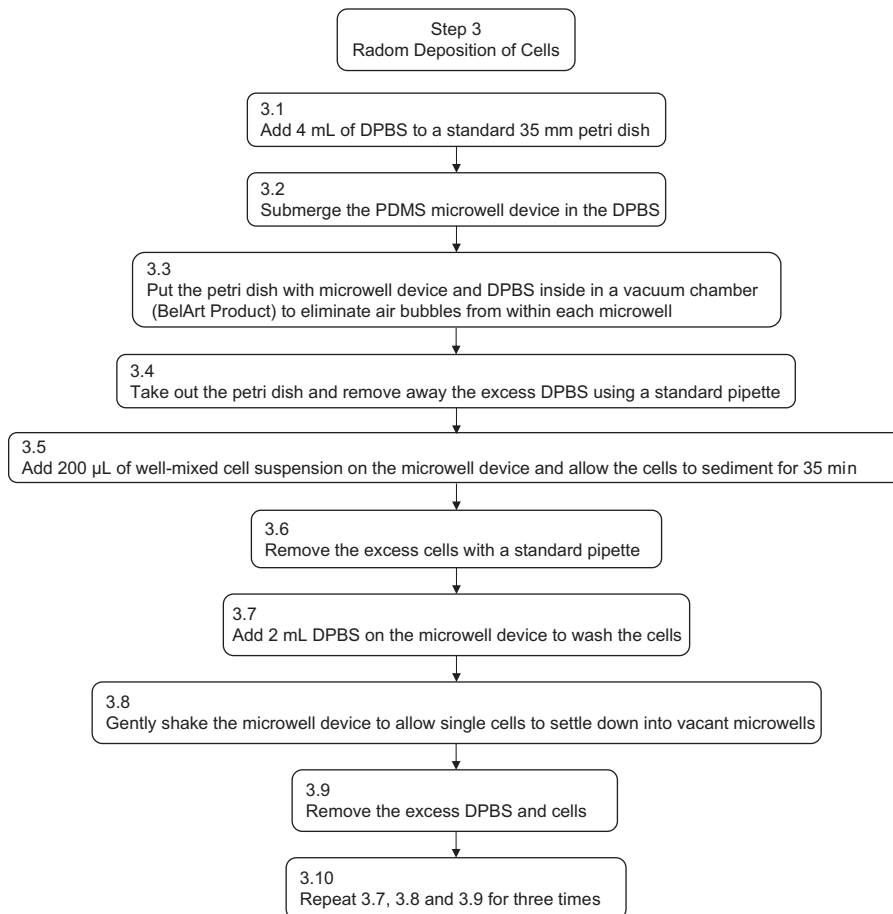 Step 3
Radom Deposition of Cells
3.1
Add 4 mL of DPBS to a standard 35 mm petri dish
3.2
Submerge the PDMS microwell device in the DPBS
3.3
Put the petri dish with microwell device and DPBS inside in a vacuum chamber
(BelArt Product) to eliminate air bubbles from within each microwell
3.4
Take out the petri dish and remove away the excess DPBS using a standard pipette
3.5
Add 200 µL of well-mixed cell suspension on the microwell device and allow the cells to sediment for 35 min
3.6
Remove the excess cells with a standard pipette
3.7
Add 2 mL DPBS on the microwell device to wash the cells
3.8
Gently shake the microwell device to allow single cells to settle down into vacant microwells
3.9
Remove the excess DPBS and cells
3.10
Repeat 3.7, 3.8 and 3.9 for three times